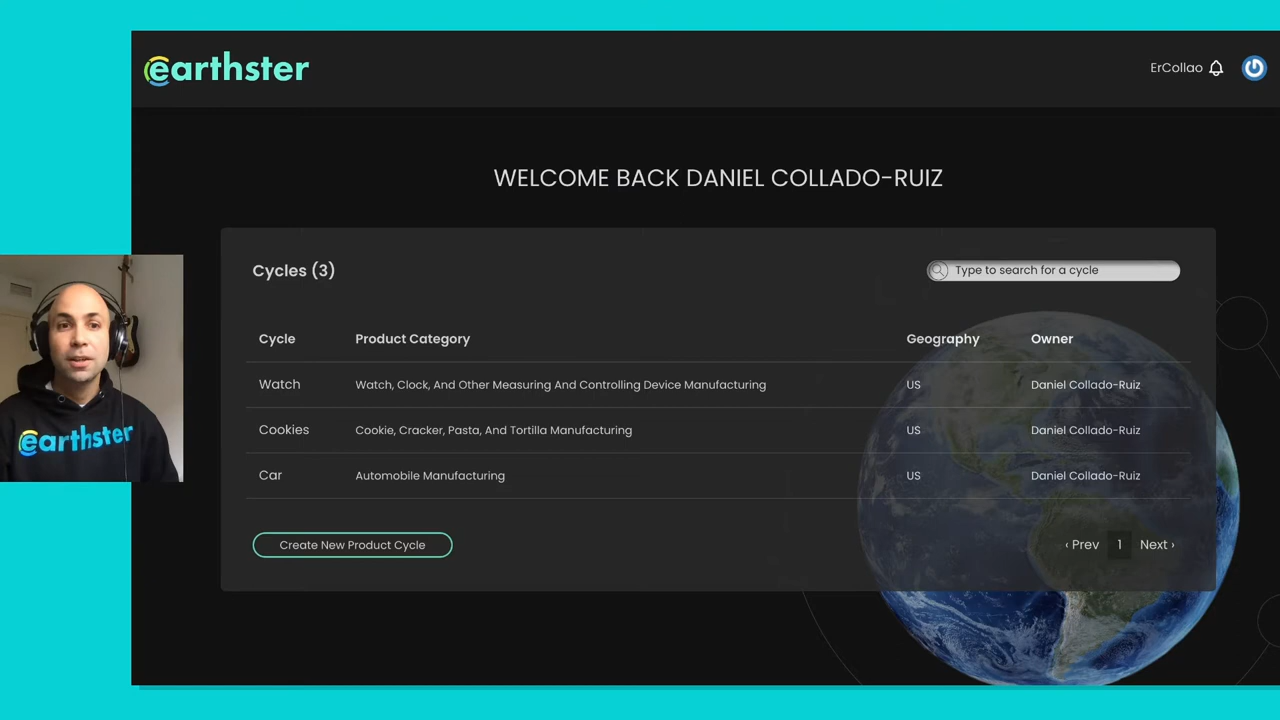 earthster
ErCollao
WELCOME BACK DANIEL COLLADO-RUIZ
Cycles (3)
Type to search for a cycle
Cycle Product Category Geography Owner
Watch Watch, Clock, And Other Measuring And Controlling Device Manufacturing US Daniel Collado-Ruiz
Cookies Cookie, Cracker, Pasta, And Tortilla Manufacturing US Daniel Collado-Ruiz
Car Automobile Manufacturing US Daniel Collado-Ruiz
Create New Product Cycle
‹ Prev 1 Next ›
earthster